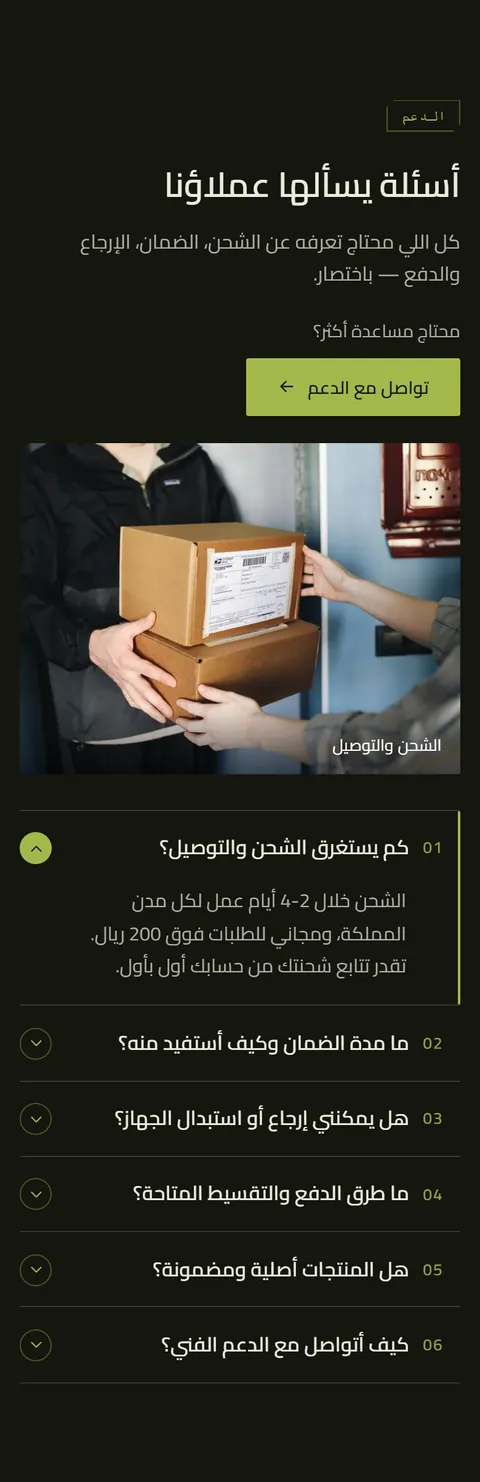 الدعم
أسئلة يسألها عملاؤنا
كل اللي محتاج تعرفه عن الشحن، الضمان، الإرجاع
والدفع — باختصار.
محتاج مساعدة أكثر؟
تواصل مع الدعم ←
الشحن والتوصيل
01 كم يستغرق الشحن والتوصيل؟
الشحن خلال 2-4 أيام عمل لكل مدن
المملكة، ومجاني للطلبات فوق 200 ريال.
تقدر تتابع شحنتك من حسابك أول بأول.
02 ما مدة الضمان وكيف أستفيد منه؟
03 هل يمكنني إرجاع أو استبدال الجهاز؟
04 ما طرق الدفع والتقسيط المتاحة؟
05 هل المنتجات أصلية ومضمونة؟
06 كيف أتواصل مع الدعم الفني؟